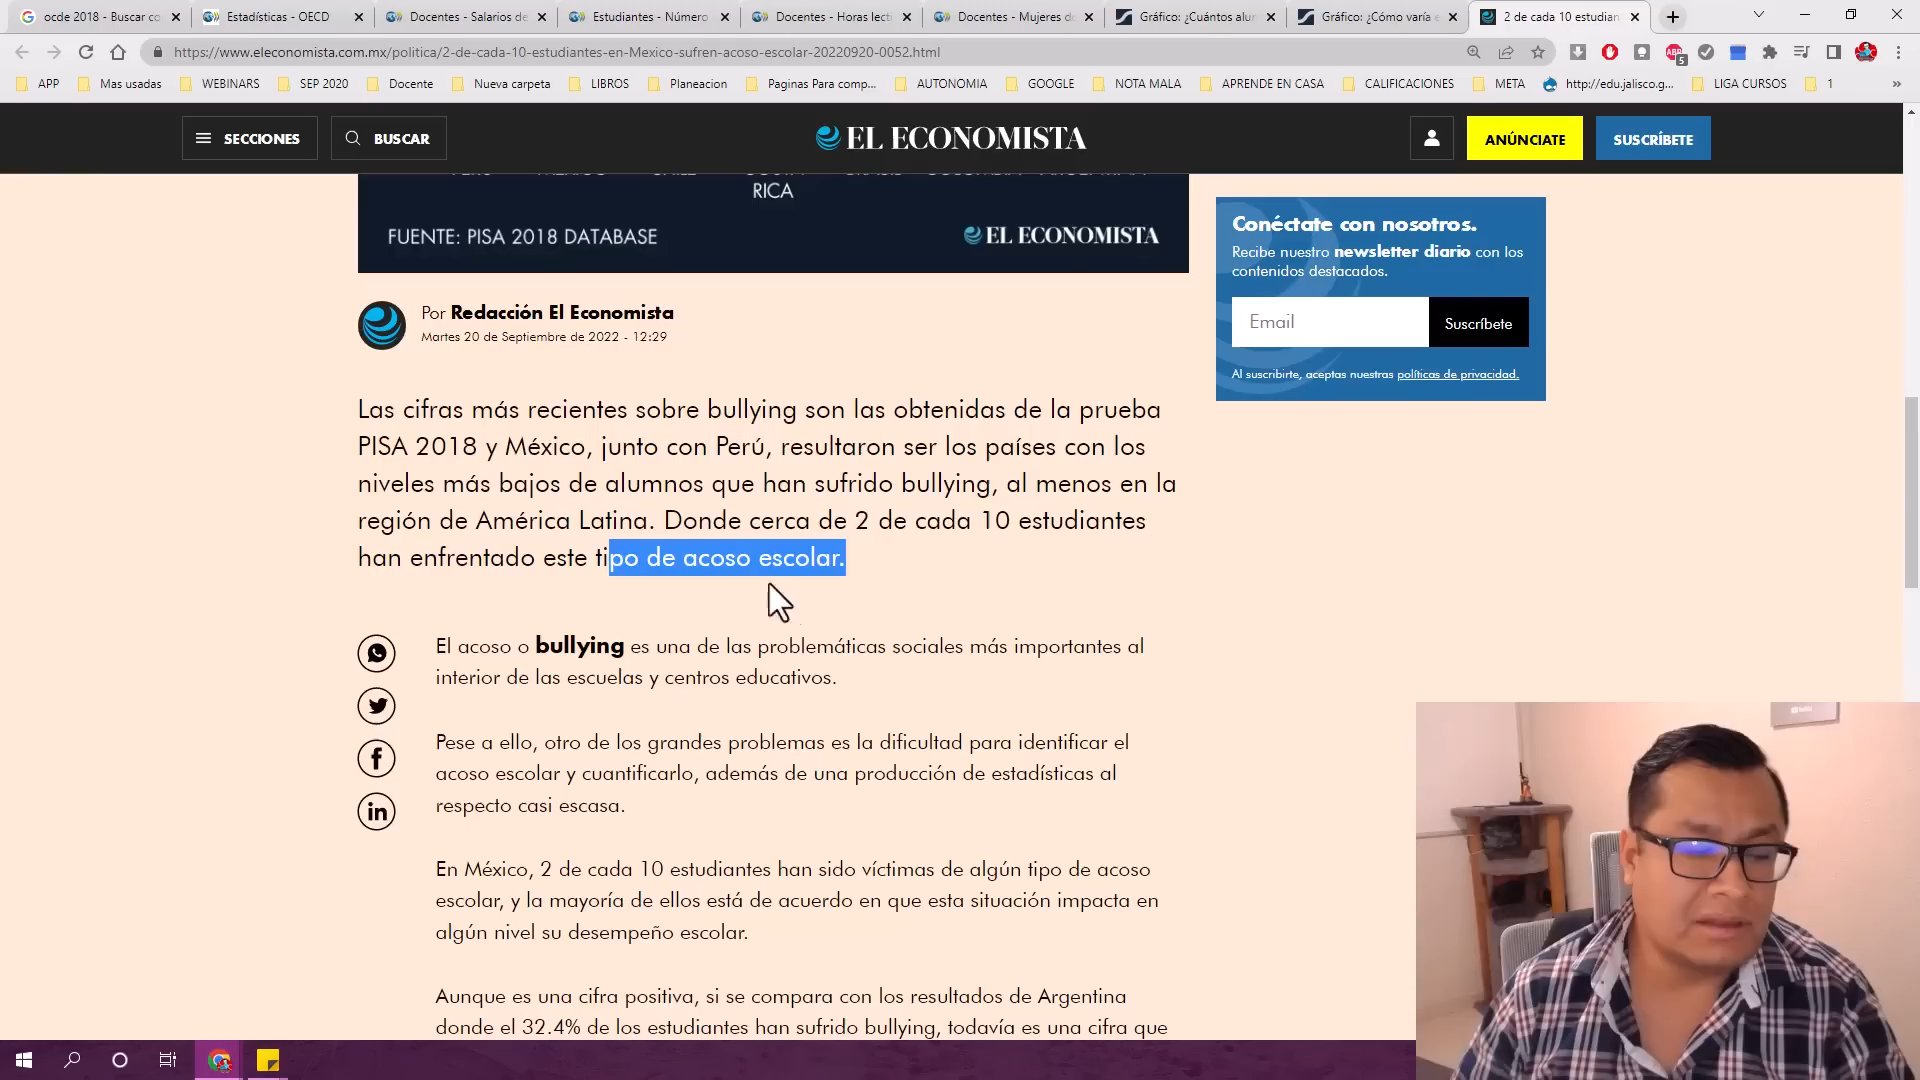 ocde 2018 - Buscar co
Estadísticas - OECD
Docentes - Salarios de
Estudiantes - Número
Docentes - Horas lecti
Docentes - Mujeres d
Gráfico: ¿Cuántos alu
Gráfico: ¿Cómo varía e
2 de cada 10 estudian
https://www.eleconomista.com.mx/politica/2-de-cada-10-estudiantes-en-Mexico-sufren-acoso-escolar-20220920-0052.html
ABP
5
APP
Mas usadas
WEBINARS
SEP 2020
Docente
Nueva carpeta
LIBROS
Planeacion
Paginas Para comp...
AUTONOMIA
GOOGLE
NOTA MALA
APRENDE EN CASA
CALIFICACIONES
META
http://edu.jalisco.g...
LIGA CURSOS
1
»
SECCIONES
BUSCAR
EL ECONOMISTA
ANÚNCIATE
SUSCRÍBETE
RICA
FUENTE: PISA 2018 DATABASE
EL ECONOMISTA
Conéctate con nosotros.
Recibe nuestro newsletter diario con los
contenidos destacados.
Email
Suscríbete
Al suscribirte, aceptas nuestras políticas de privacidad.
Por Redacción El Economista
Martes 20 de Septiembre de 2022 - 12:29
Las cifras más recientes sobre bullying son las obtenidas de la prueba
PISA 2018 y México, junto con Perú, resultaron ser los países con los
niveles más bajos de alumnos que han sufrido bullying, al menos en la
región de América Latina. Donde cerca de 2 de cada 10 estudiantes
han enfrentado este tipo de acoso escolar.
El acoso o bullying es una de las problemáticas sociales más importantes al
interior de las escuelas y centros educativos.
Pese a ello, otro de los grandes problemas es la dificultad para identificar el
acoso escolar y cuantificarlo, además de una producción de estadísticas al
respecto casi escasa.
En México, 2 de cada 10 estudiantes han sido víctimas de algún tipo de acoso
escolar, y la mayoría de ellos está de acuerdo en que esta situación impacta en
algún nivel su desempeño escolar.
Aunque es una cifra positiva, si se compara con los resultados de Argentina
donde el 32.4% de los estudiantes han sufrido bullying, todavía es una cifra que